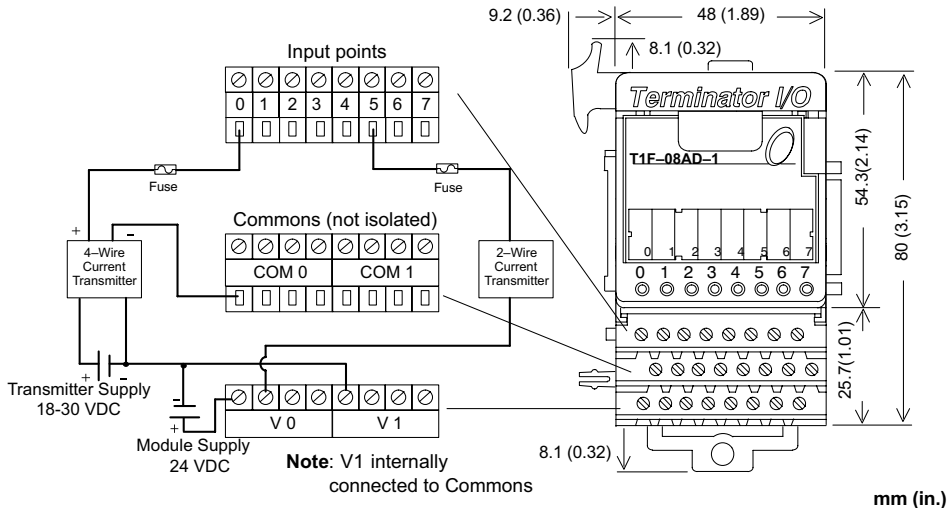 Input points
0 1 2 3 4 5 6 7
Fuse
Fuse
Commons (not isolated)
COM 0 COM 1
+ -
4–Wire
Current
Transmitter
2–Wire
Current
Transmitter
+ -
Transmitter Supply
18-30 VDC
-
+
Module Supply
24 VDC
V 0 V 1
Note: V1 internally
connected to Commons
9.2 (0.36)
48 (1.89)
8.1 (0.32)
Terminator I/O
T1F–08AD–1
0 1 2 3 4 5 6 7
0 1 2 3 4 5 6 7
54.3(2.14)
80 (3.15)
25.7(1.01)
8.1 (0.32)
mm (in.)